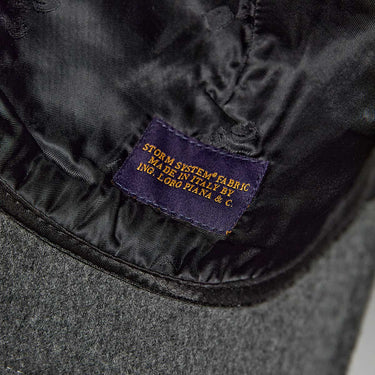 STORM SYSTEM® FABRIC
MADE IN ITALY BY
ING. LORO PIANA & C.